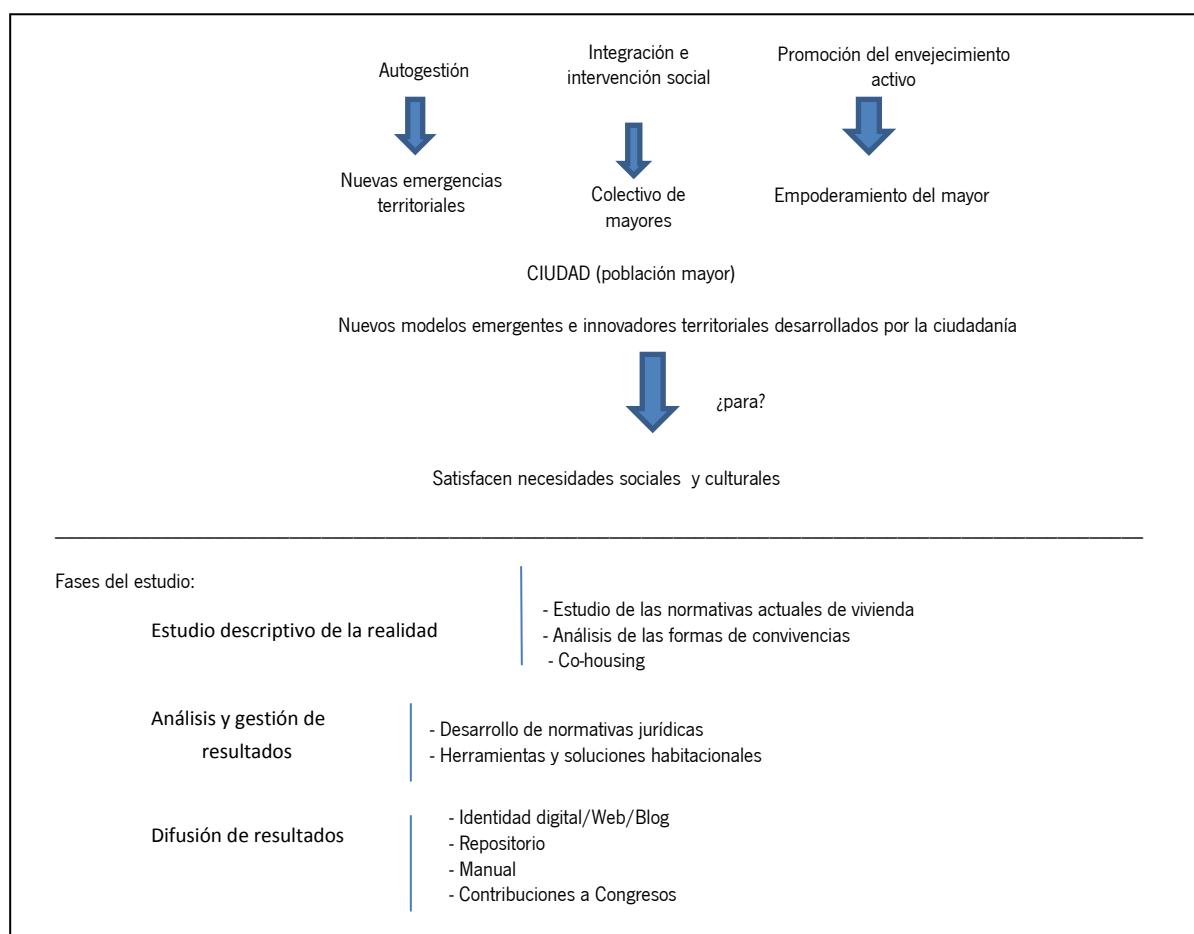 Autogestión
Integración e
intervención social
Promoción del envejecimiento
activo
Nuevas emergencias
territoriales
Colectivo de
mayores
Empoderamiento del mayor
CIUDAD (población mayor)
Nuevos modelos emergentes e innovadores territoriales desarrollados por la ciudadanía
¿para?
Satisfacen necesidades sociales y culturales
Fases del estudio:
Estudio descriptivo de la realidad
- Estudio de las normativas actuales de vivienda
- Análisis de las formas de convivencias
- Co-housing
Análisis y gestión de
resultados
- Desarrollo de normativas jurídicas
- Herramientas y soluciones habitacionales
Difusión de resultados
- Identidad digital/Web/Blog
- Repositorio
- Manual
- Contribuciones a Congresos